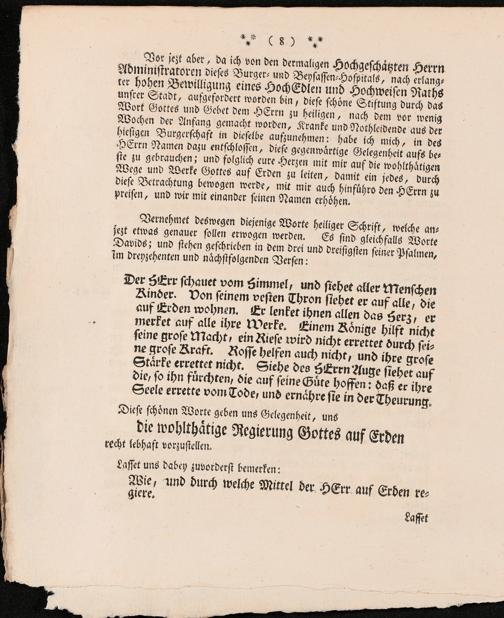 ( 8 )
Vor jezt aber, da ich von den dermaligen Hochgeschäzten Herrn
Administratoren dieses Burger- und Beysassen-Hospitals, nach erlang-
ter hohen Bewilligung eines HochEdlen und Hochweisen Raths
unsrer Stadt, aufgefordert worden bin, diese schöne Stiftung durch das
Wort Gottes und Gebet dem HErrn zu heiligen, nach dem vor wenig
Wochen der Anfang gemacht worden, Kranke und Nothleidende aus der
hiesigen Burgerschaft in dieselbe aufzunehmen: habe ich mich, in des
HErrn Namen dazu entschlossen, diese gegenwärtige Gelegenheit aufs be-
ste zu gebrauchen; und folglich eure Herzen mit mir auf die wohlthätigen
Wege und Werke Gottes auf Erden zu leiten, damit ein jedes, durch
diese Betrachtung bewogen werde, mit mir auch hinführo den HErrn zu
preisen, und wir mit einander seinen Namen erhöhen.
Vernehmet deswegen diejenige Worte heiliger Schrift, welche an-
jezt etwas genauer sollen erwogen werden. Es sind gleichfalls Worte
Davids; und stehen geschrieben in dem drei und dreisigsten seiner Psalmen,
im dreyzehenten und nächstfolgenden Versen:
Der HErr schauet vom Himmel, und siehet aller Menschen
Kinder. Von seinem vesten Thron siehet er auf alle, die
auf Erden wohnen. Er lenket ihnen allen das Herz, er
merket auf alle ihre Werke. Einem Könige hilft nicht
seine grose Macht, ein Riese wird nicht errettet durch sei-
ne grose Kraft. Rosse helfen auch nicht, und ihre grose
Stärke errettet nicht. Siehe des HErrn Auge siehet auf
die, so ihn fürchten, die auf seine Güte hoffen: daß er ihre
Seele errette vom Tode, und ernähre sie in der Theurung.
Diese schönen Worte geben uns Gelegenheit, uns
die wohlthätige Regierung Gottes auf Erden
recht lebhaft vorzustellen.
Lasset uns dabey zuvorderst bemerken:
Wie, und durch welche Mittel der HErr auf Erden re-
giere.
Lasset